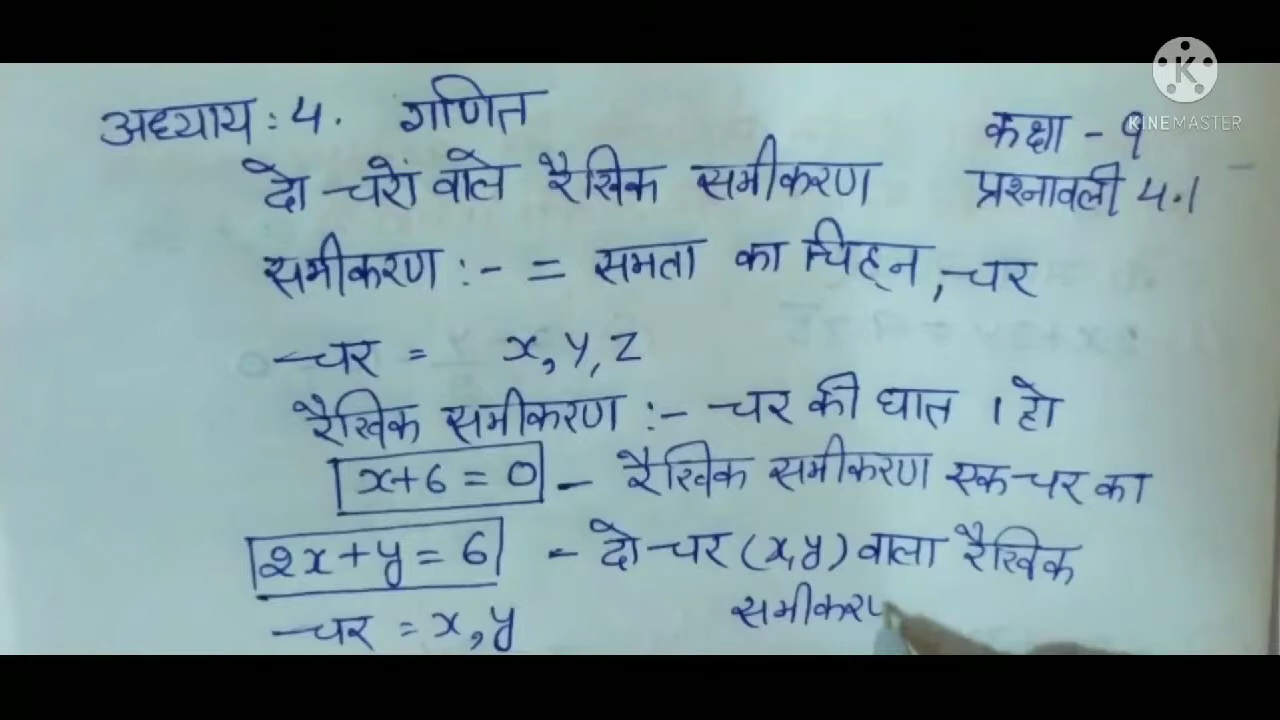 अध्याय : 4. गणित
कक्षा - 9
दो चरों वाले रैखिक समीकरण
प्रश्नावली 4.1
समीकरण :- = समता का चिह्न, चर
चर = x, y, z
रैखिक समीकरण :- चर की घात 1 हो
x+6 = 0 - रैखिक समीकरण एक चर का
2x+y = 6 - दो चर (x,y) वाला रैखिक
समीकरण
चर = x, y
K
KINEMASTER